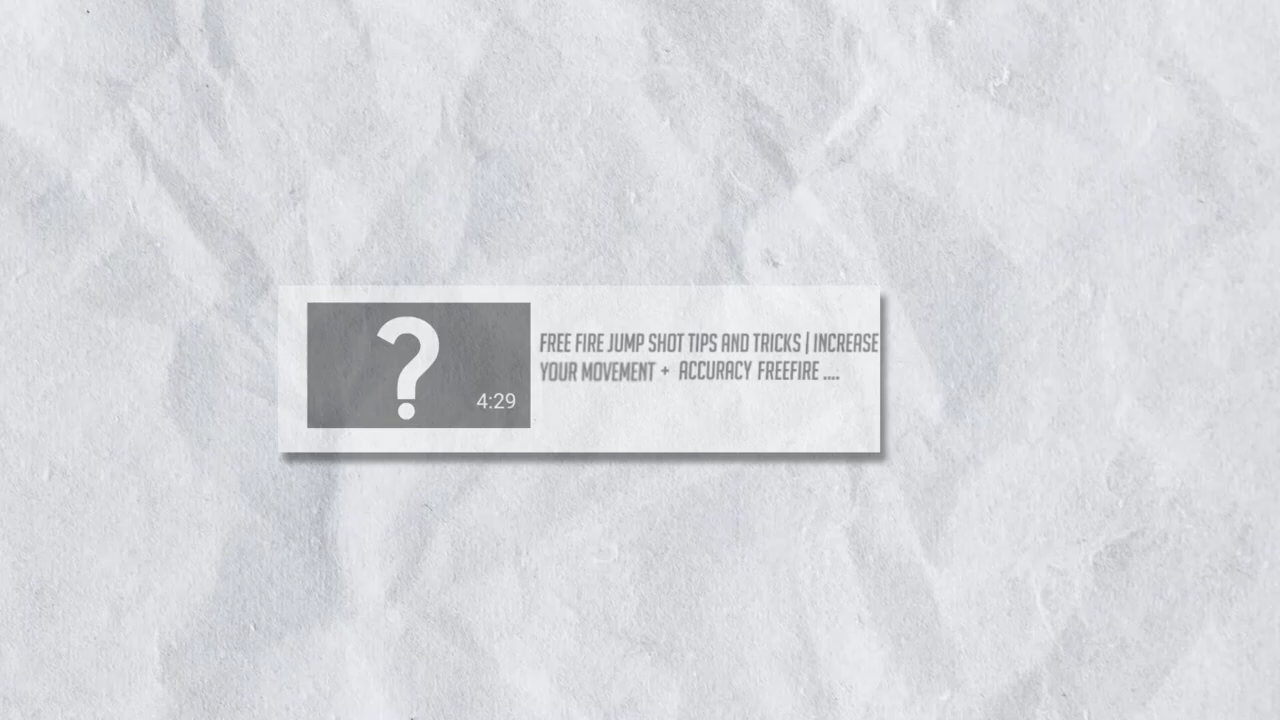 ?
4:29
FREE FIRE JUMP SHOT TIPS AND TRICKS | INCREASE
YOUR MOVEMENT + ACCURACY FREEFIRE ....